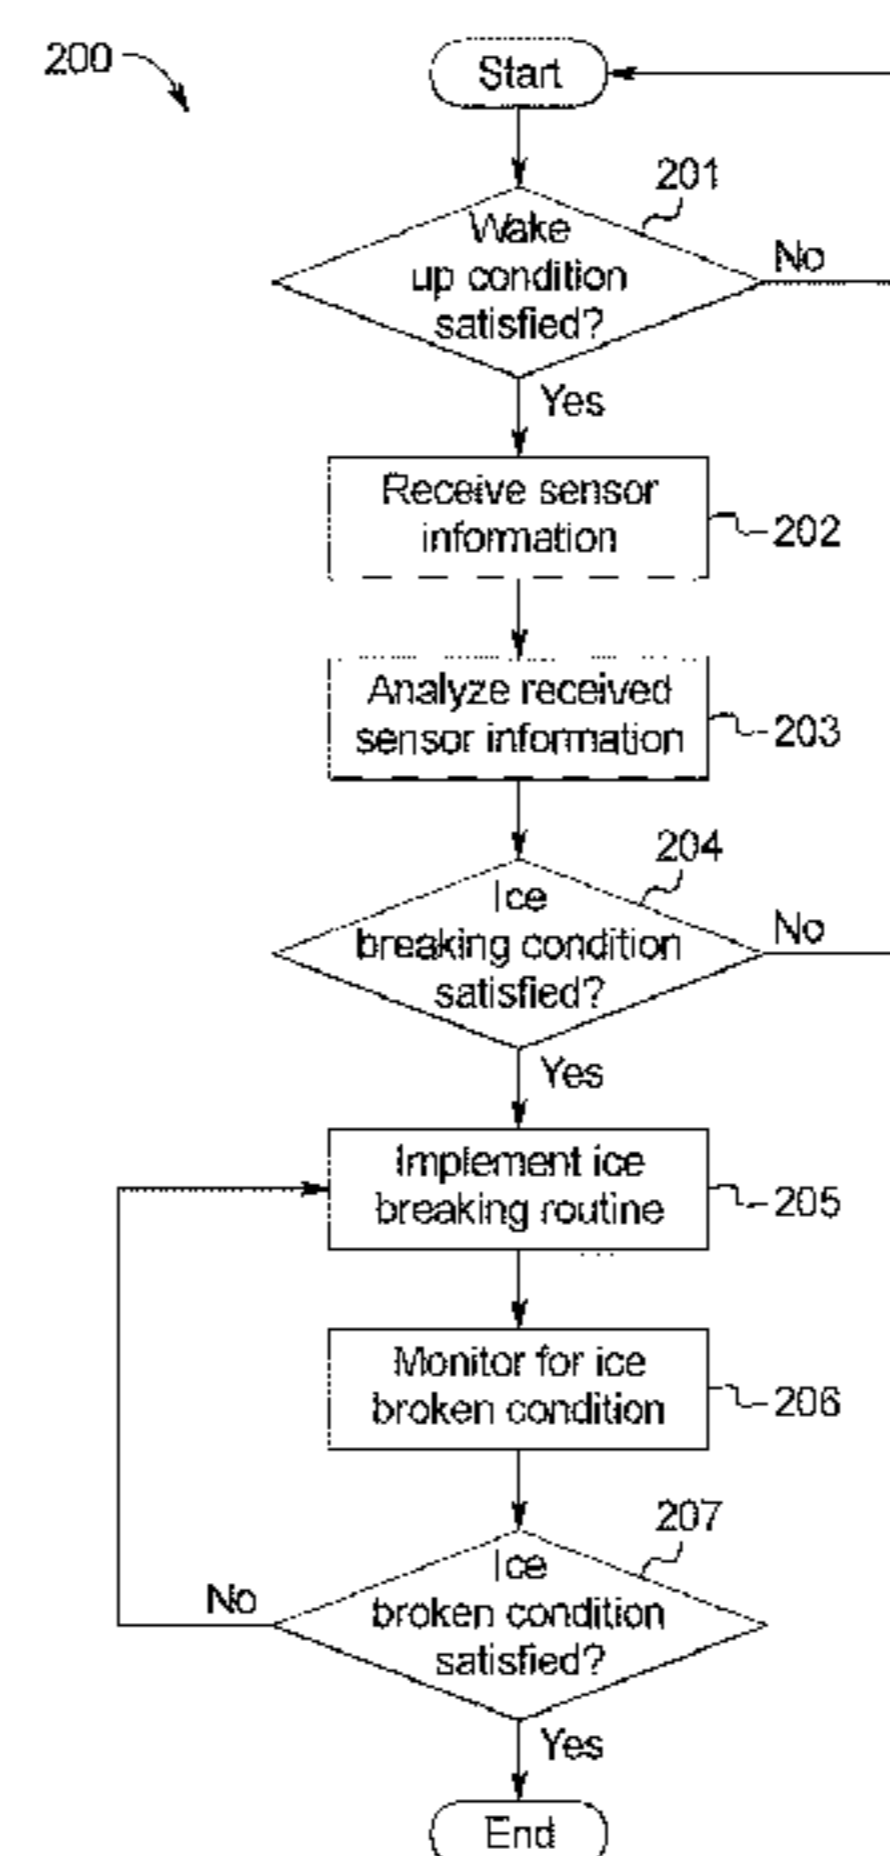 200
Start
201
Wake
up condition
satisfied?
No
Yes
Receive sensor
information
202
Analyze received
sensor information
203
204
Ice
breaking condition
satisfied?
No
Yes
Implement ice
breaking routine
205
Monitor for ice
broken condition
206
207
Ice
broken condition
satisfied?
No
Yes
End